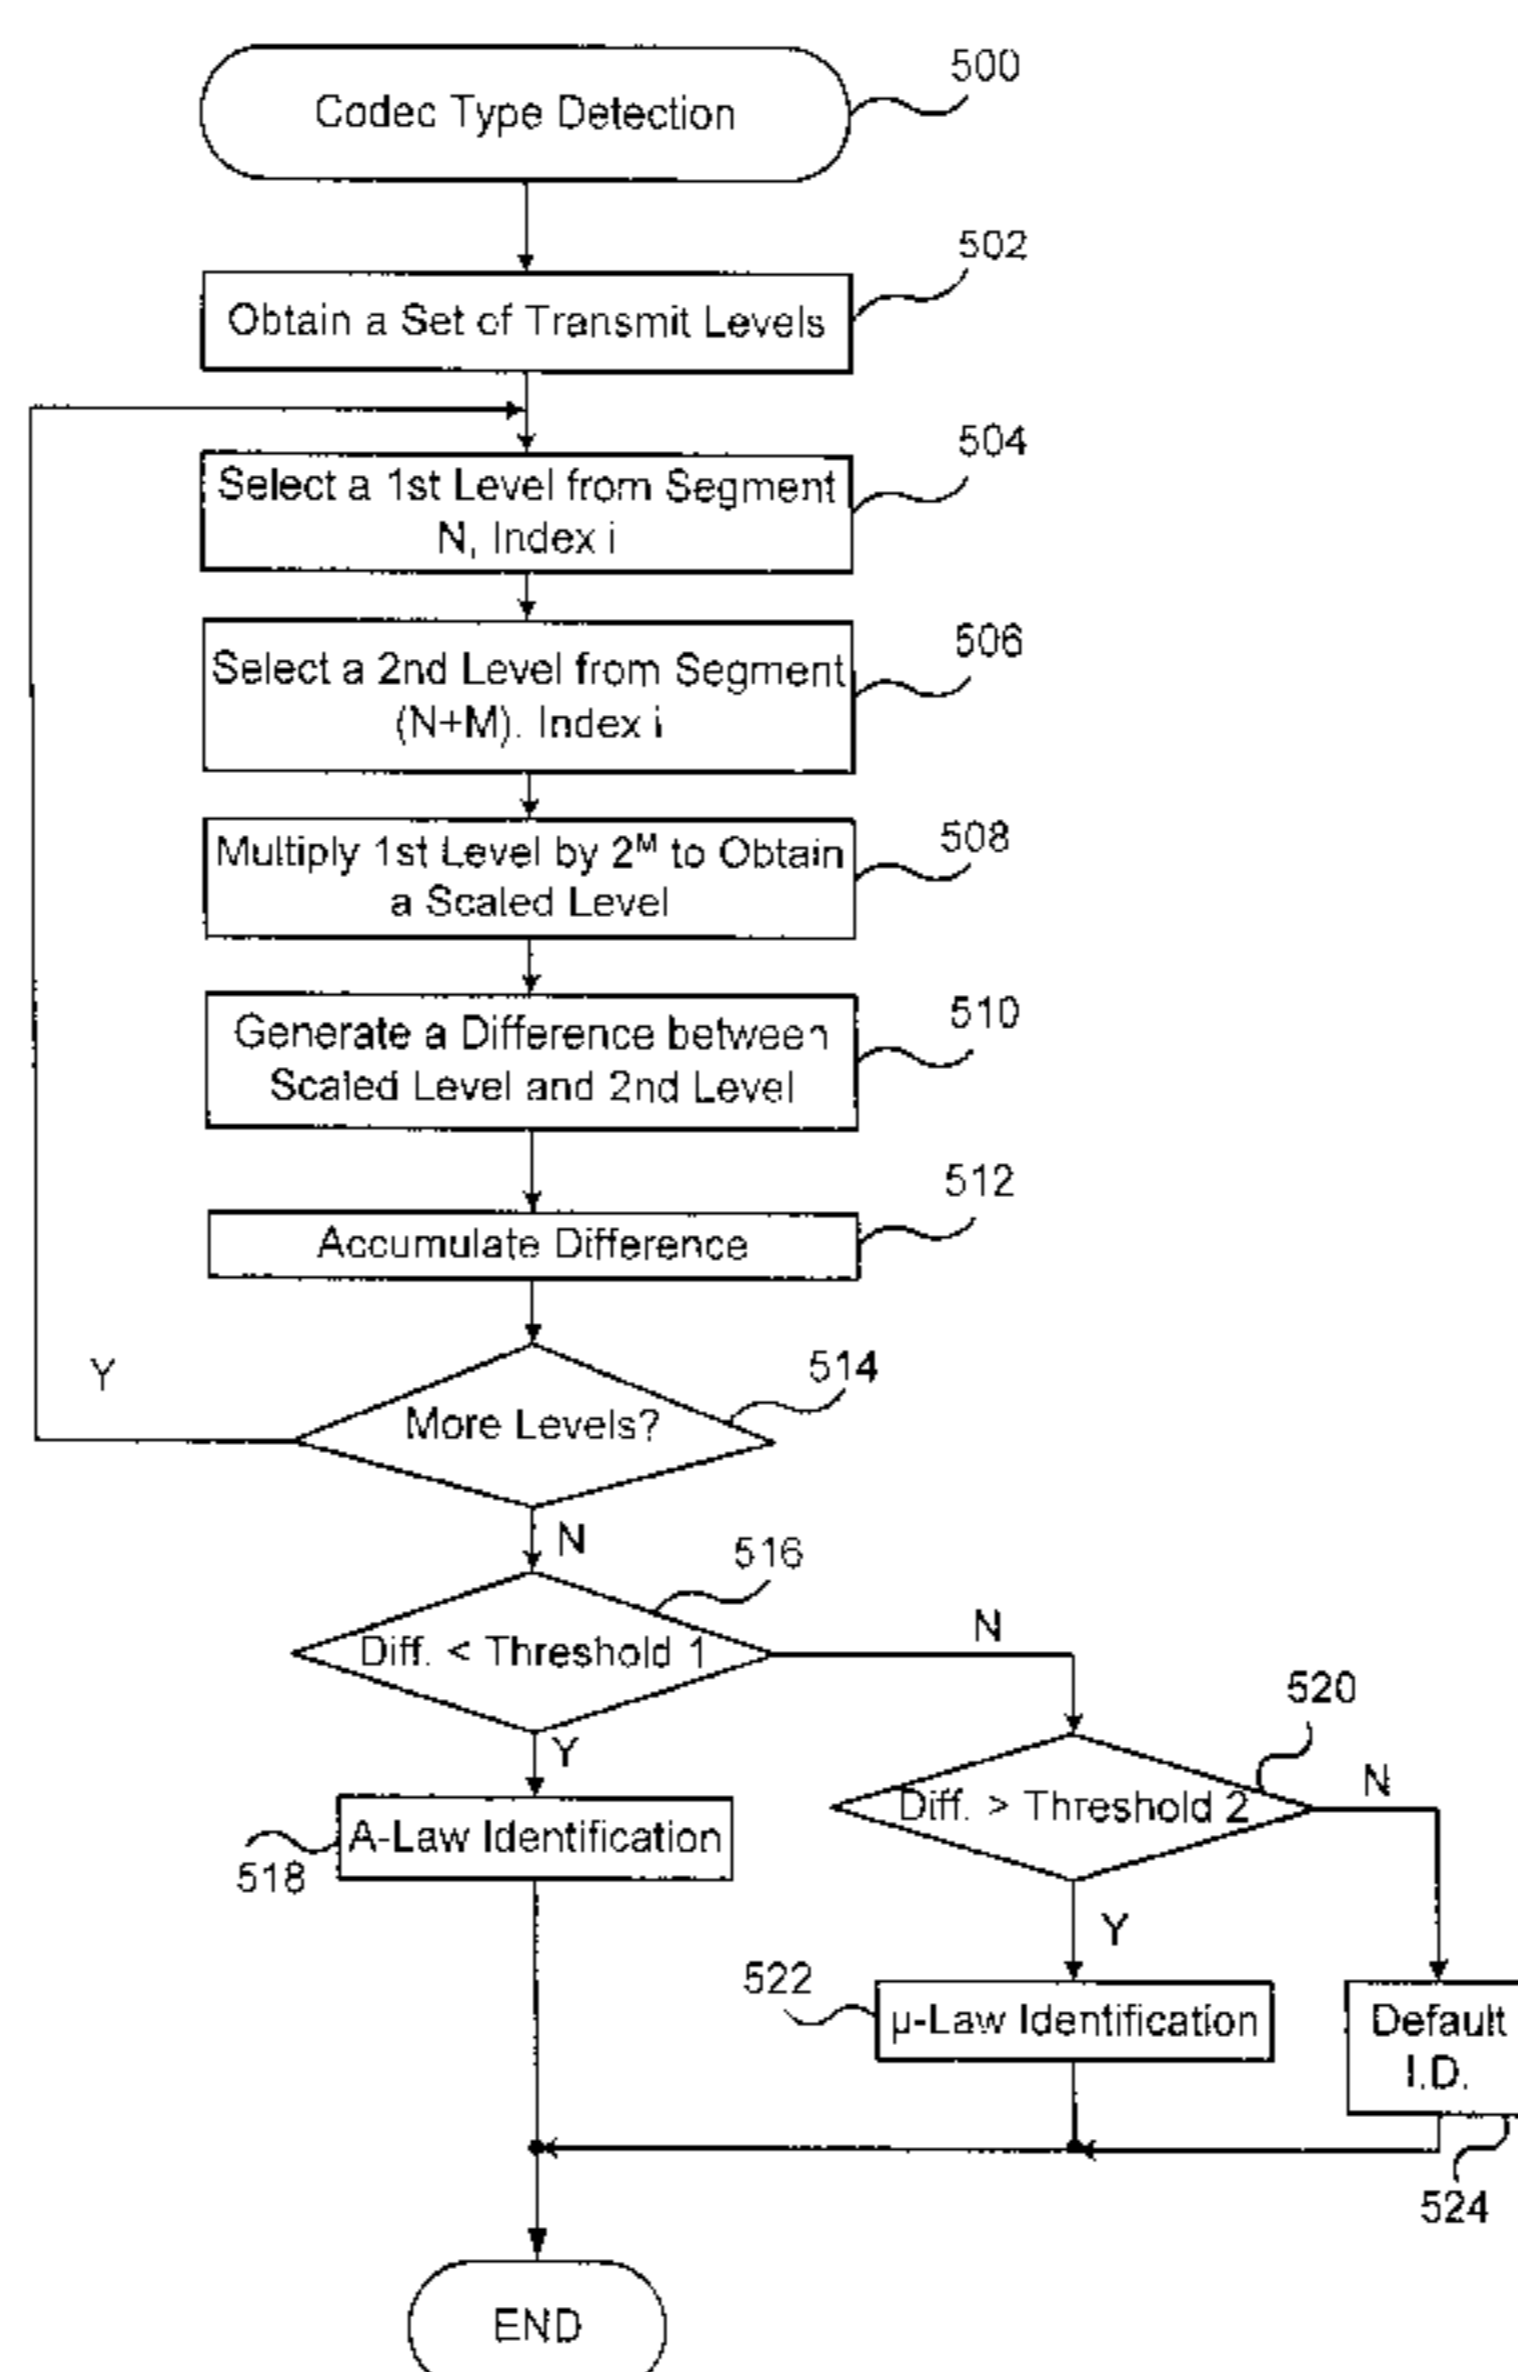 Codec Type Detection
500
Obtain a Set of Transmit Levels
502
Select a 1st Level from Segment
N, Index i
504
Select a 2nd Level from Segment
(N+M). Index i
506
Multiply 1st Level by 2ᴹ to Obtain
a Scaled Level
508
Generate a Difference between
Scaled Level and 2nd Level
510
Accumulate Difference
512
More Levels?
514
Y
N
Diff. < Threshold 1
516
N
Y
Diff. > Threshold 2
520
N
Y
A-Law Identification
518
µ-Law Identification
522
Default
I.D.
524
END